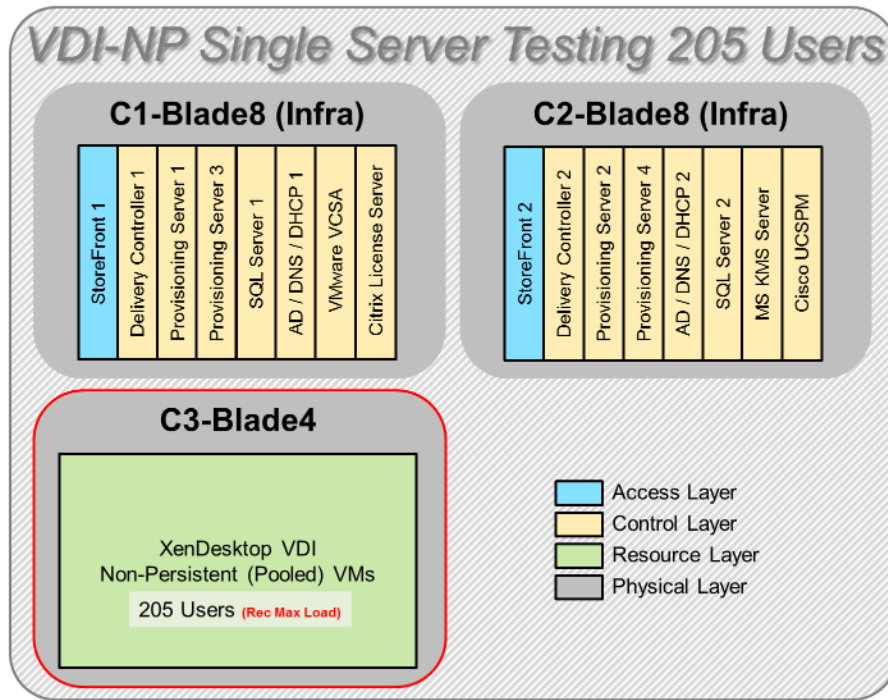 VDI-NP Single Server Testing 205 Users
C1-Blade8 (Infra)
StoreFront 1
Delivery Controller 1
Provisioning Server 1
Provisioning Server 3
SQL Server 1
AD / DNS / DHCP 1
VMware VCSA
Citrix License Server
C2-Blade8 (Infra)
StoreFront 2
Delivery Controller 2
Provisioning Server 2
Provisioning Server 4
AD / DNS / DHCP 2
SQL Server 2
MS KMS Server
Cisco UCSPM
C3-Blade4
XenDesktop VDI
Non-Persistent (Pooled) VMs
205 Users (Rec Max Load)
Access Layer
Control Layer
Resource Layer
Physical Layer